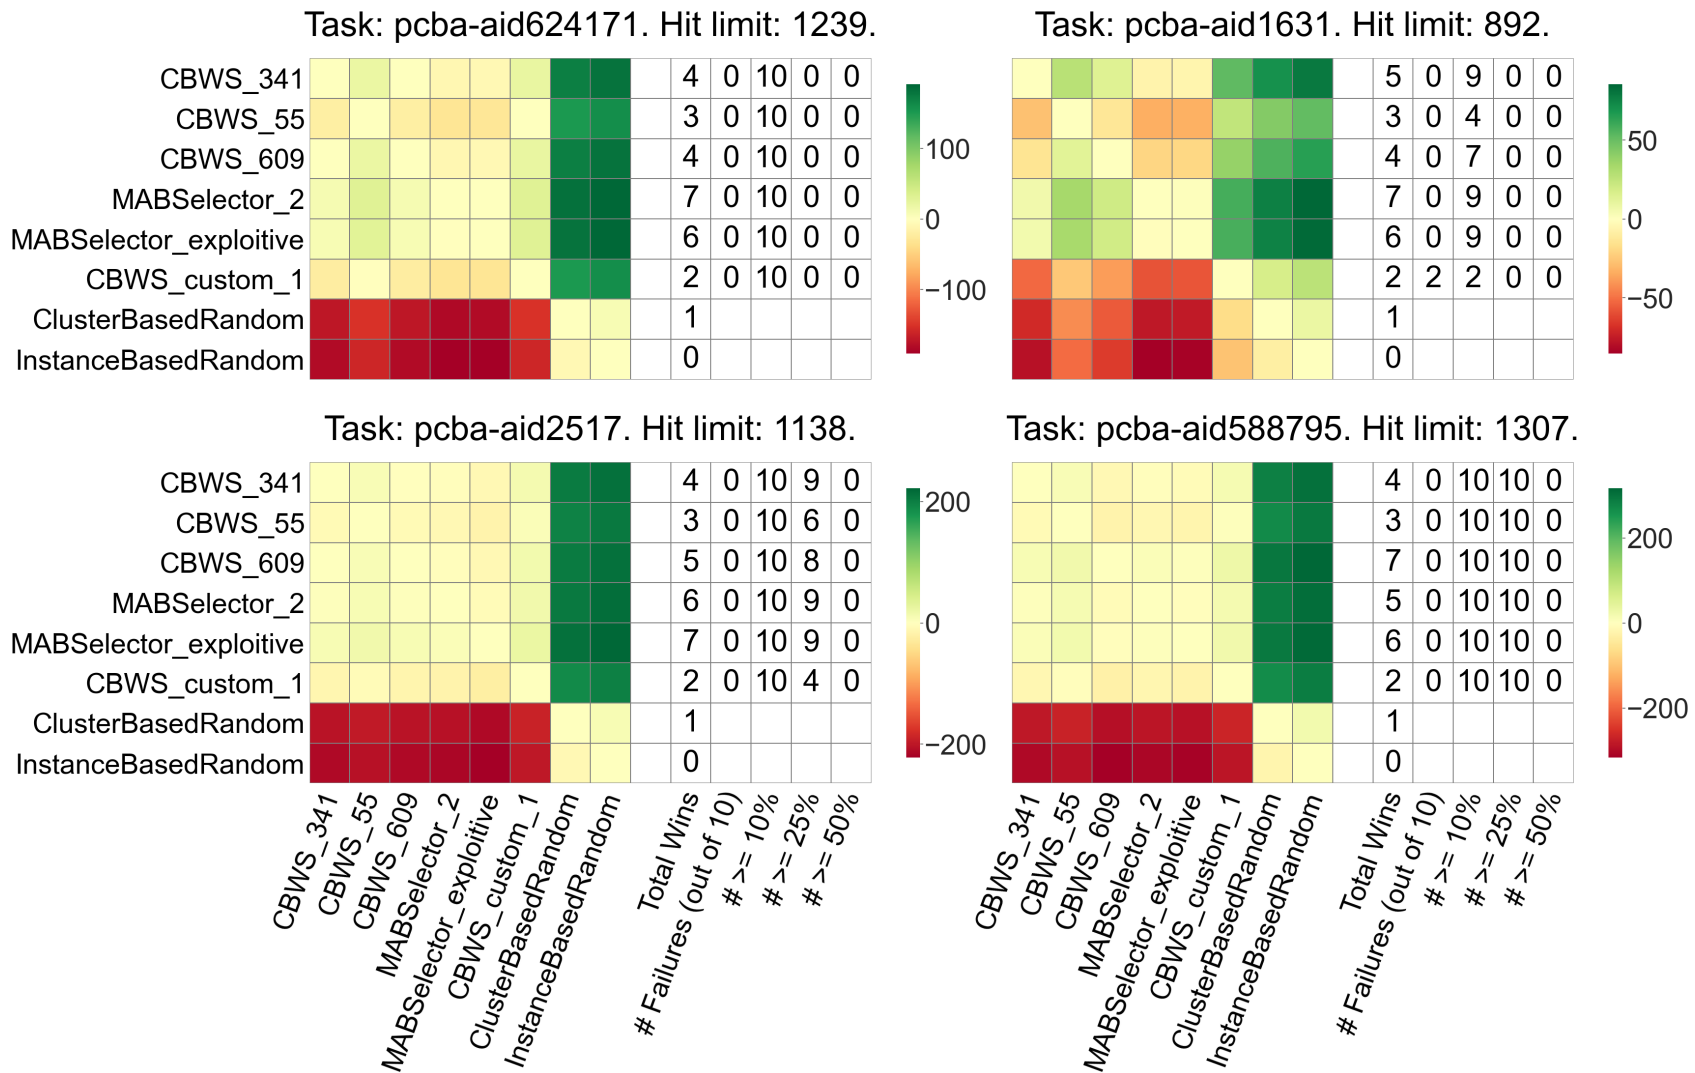 Task: pcba-aid624171. Hit limit: 1239.
CBWS_341 4 0 10 0 0
CBWS_55 3 0 10 0 0
CBWS_609 4 0 10 0 0
MABSelector_2 7 0 10 0 0
MABSelector_exploitive 6 0 10 0 0
CBWS_custom_1 2 0 10 0 0
ClusterBasedRandom 1
InstanceBasedRandom 0
100
0
−100
Task: pcba-aid1631. Hit limit: 892.
5 0 9 0 0
3 0 4 0 0
4 0 7 0 0
7 0 9 0 0
6 0 9 0 0
2 2 2 0 0
1
0
50
0
−50
Task: pcba-aid2517. Hit limit: 1138.
CBWS_341 4 0 10 9 0
CBWS_55 3 0 10 6 0
CBWS_609 5 0 10 8 0
MABSelector_2 6 0 10 9 0
MABSelector_exploitive 7 0 10 9 0
CBWS_custom_1 2 0 10 4 0
ClusterBasedRandom 1
InstanceBasedRandom 0
200
0
−200
CBWS_341
CBWS_55
CBWS_609
MABSelector_2
MABSelector_exploitive
CBWS_custom_1
ClusterBasedRandom
InstanceBasedRandom
Total Wins
# Failures (out of 10)
# >= 10%
# >= 25%
# >= 50%
Task: pcba-aid588795. Hit limit: 1307.
4 0 10 10 0
3 0 10 10 0
7 0 10 10 0
5 0 10 10 0
6 0 10 10 0
2 0 10 10 0
1
0
200
0
−200
CBWS_341
CBWS_55
CBWS_609
MABSelector_2
MABSelector_exploitive
CBWS_custom_1
ClusterBasedRandom
InstanceBasedRandom
Total Wins
# Failures (out of 10)
# >= 10%
# >= 25%
# >= 50%